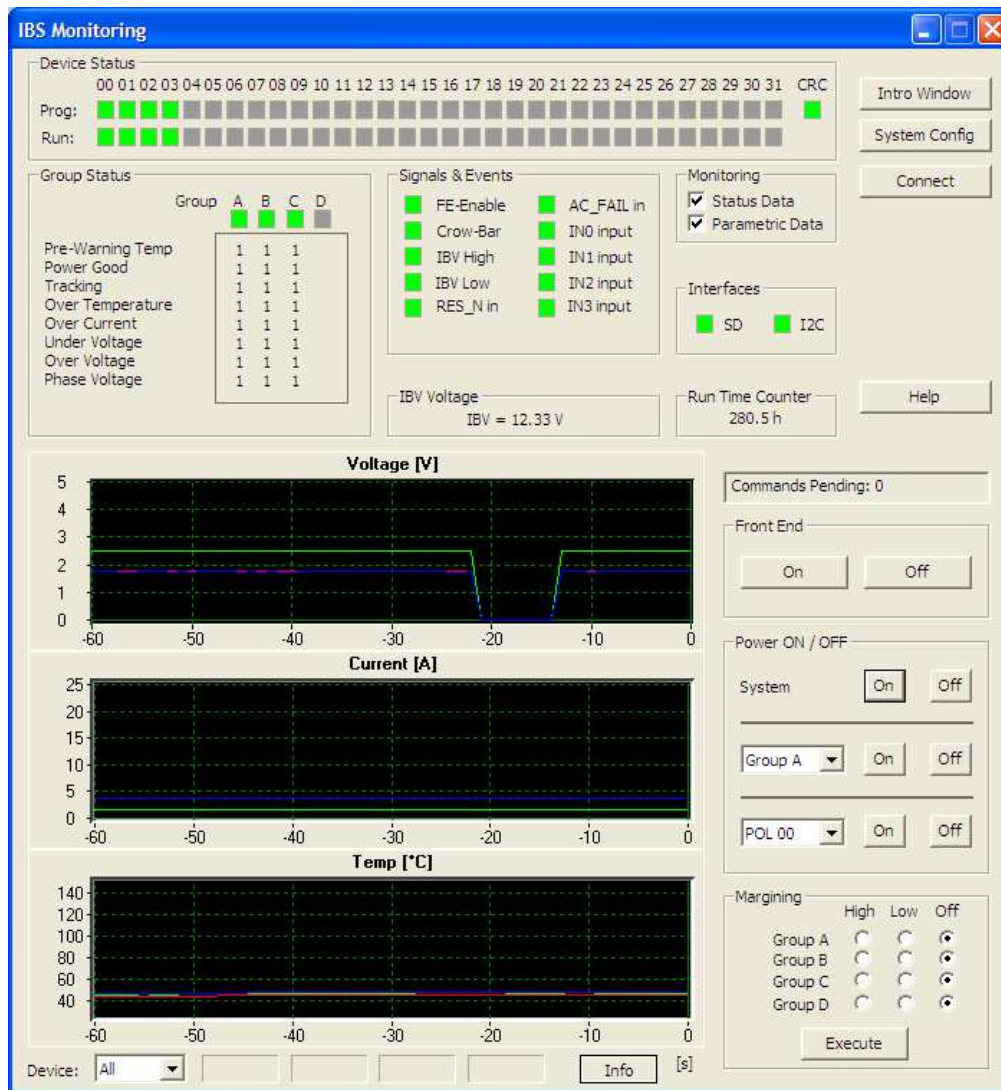 IBS Monitoring
Device Status
00 01 02 03 04 05 06 07 08 09 10 11 12 13 14 15 16 17 18 19 20 21 22 23 24 25 26 27 28 29 30 31 CRC
Prog:
Run:
Intro Window
System Config
Connect
Help
Group Status
Group A B C D
Pre-Warning Temp 1 1 1
Power Good 1 1 1
Tracking 1 1 1
Over Temperature 1 1 1
Over Current 1 1 1
Under Voltage 1 1 1
Over Voltage 1 1 1
Phase Voltage 1 1 1
Signals & Events
FE-Enable AC_FAIL in
Crow-Bar IN0 input
IBV High IN1 input
IBV Low IN2 input
RES_N in IN3 input
Monitoring
Status Data
Parametric Data
Interfaces
SD I2C
IBV Voltage
IBV = 12.33 V
Run Time Counter
280.5 h
Voltage [V]
5
4
3
2
1
0
-60 -50 -40 -30 -20 -10 0
Current [A]
25
20
15
10
5
0
-60 -50 -40 -30 -20 -10 0
Temp [°C]
140
120
100
80
60
40
-60 -50 -40 -30 -20 -10 0
Device: All Info [s]
Commands Pending: 0
Front End
On Off
Power ON / OFF
System On Off
Group A On Off
POL 00 On Off
Margining
High Low Off
Group A
Group B
Group C
Group D
Execute